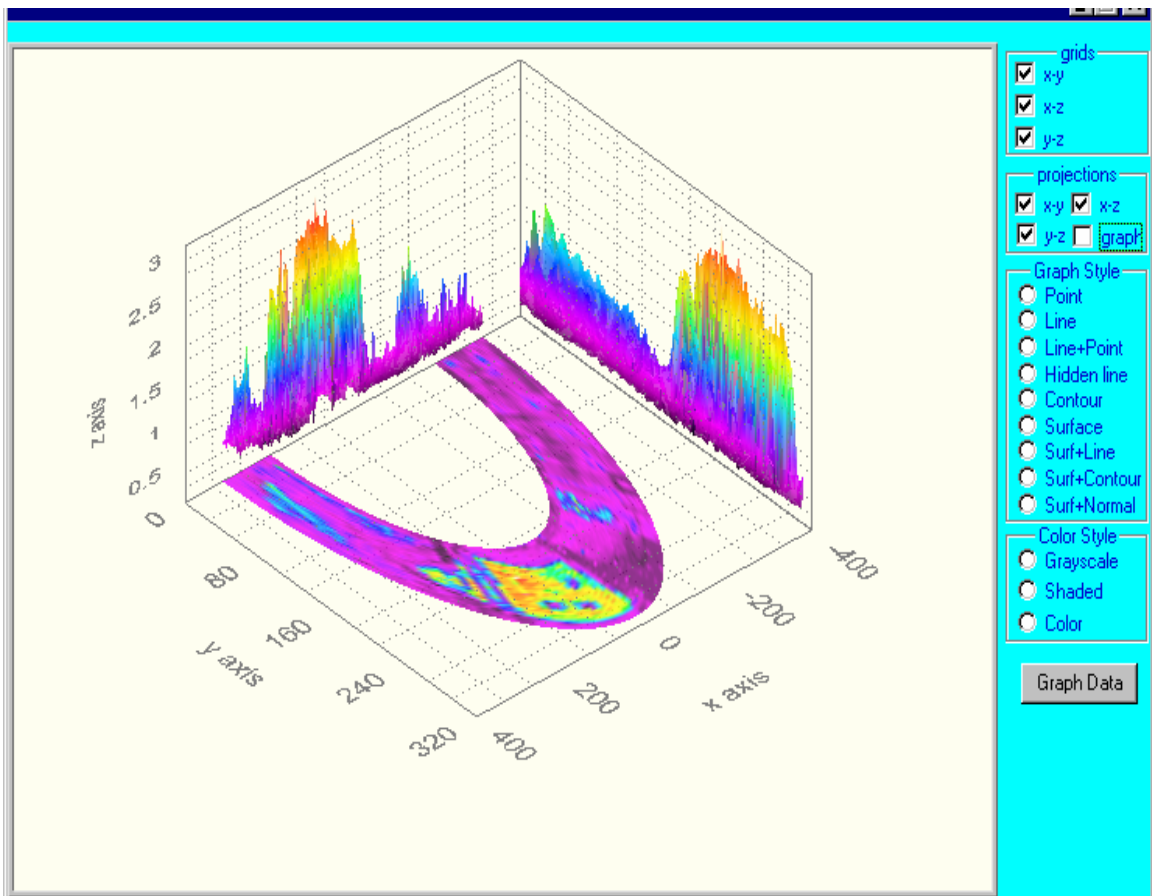 grids
x-y
x-z
y-z
projections
x-y x-z
y-z graph
Graph Style
Point
Line
Line+Point
Hidden line
Contour
Surface
Surf+Line
Surf+Contour
Surf+Normal
Color Style
Grayscale
Shaded
Color
Graph Data
3
2.5
2
1.5
1
0.5
z axis
0
80
160
240
320
y axis
400
200
0
-200
-400
x axis